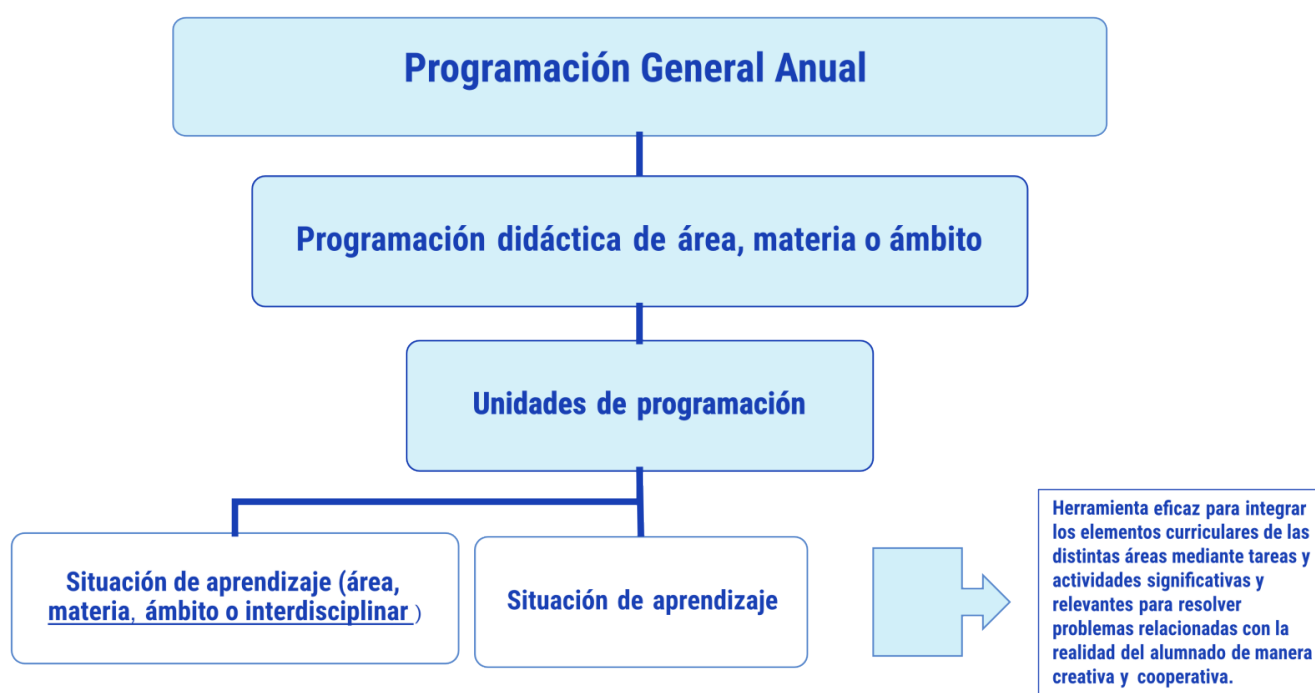 Programación General Anual
Programación didáctica de área, materia o ámbito
Unidades de programación
Situación de aprendizaje (área,
materia, ámbito o interdisciplinar )
Situación de aprendizaje
Herramienta eficaz para integrar
los elementos curriculares de las
distintas áreas mediante tareas y
actividades significativas y
relevantes para resolver
problemas relacionadas con la
realidad del alumnado de manera
creativa y cooperativa.